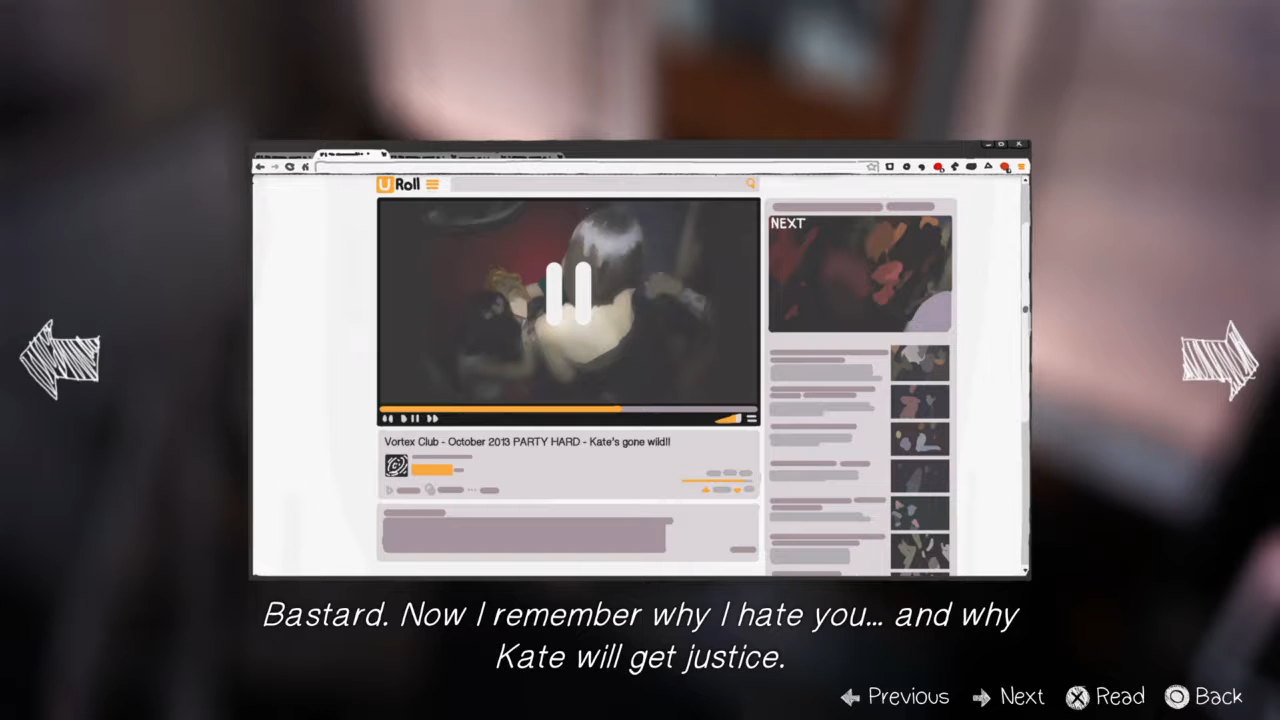 U Roll
NEXT
Vortex Club - October 2013 PARTY HARD - Kate's gone wild!!
Bastard. Now I remember why I hate you... and why
Kate will get justice.
Previous Next Read Back